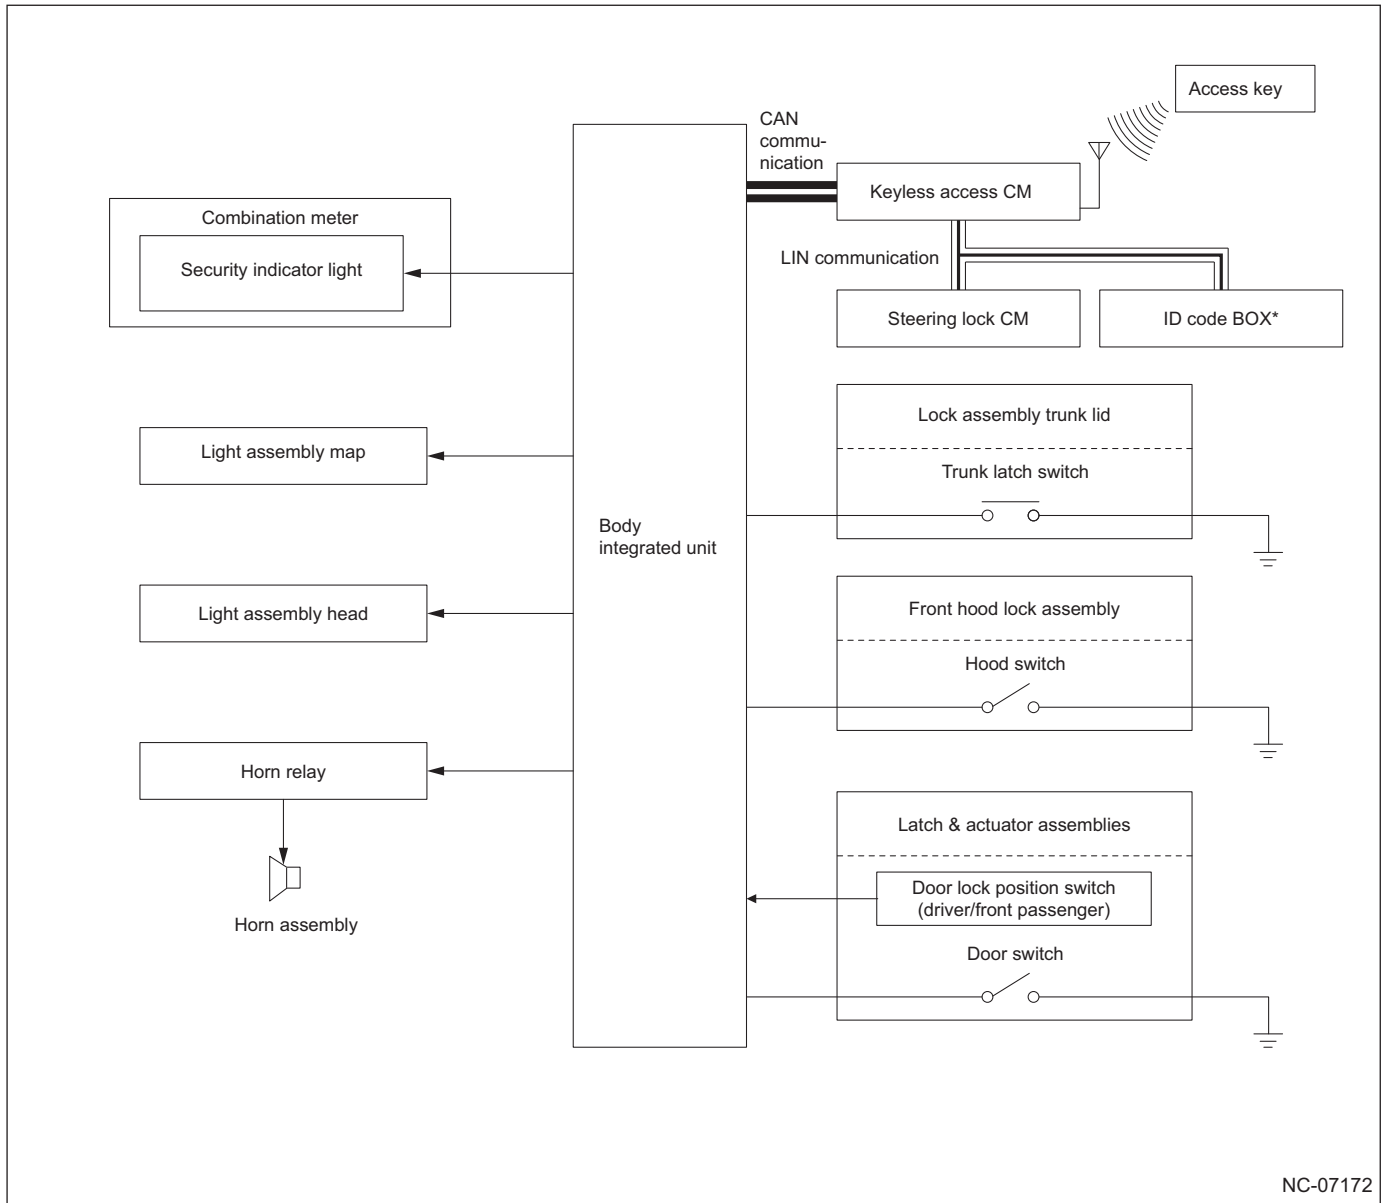 Access key
CAN
commu-
nication
Keyless access CM
Combination meter
Security indicator light
LIN communication
Steering lock CM
ID code BOX*
Lock assembly trunk lid
Light assembly map
Trunk latch switch
Body
integrated unit
Light assembly head
Front hood lock assembly
Hood switch
Horn relay
Latch & actuator assemblies
Door lock position switch
(driver/front passenger)
Horn assembly
Door switch
NC-07172